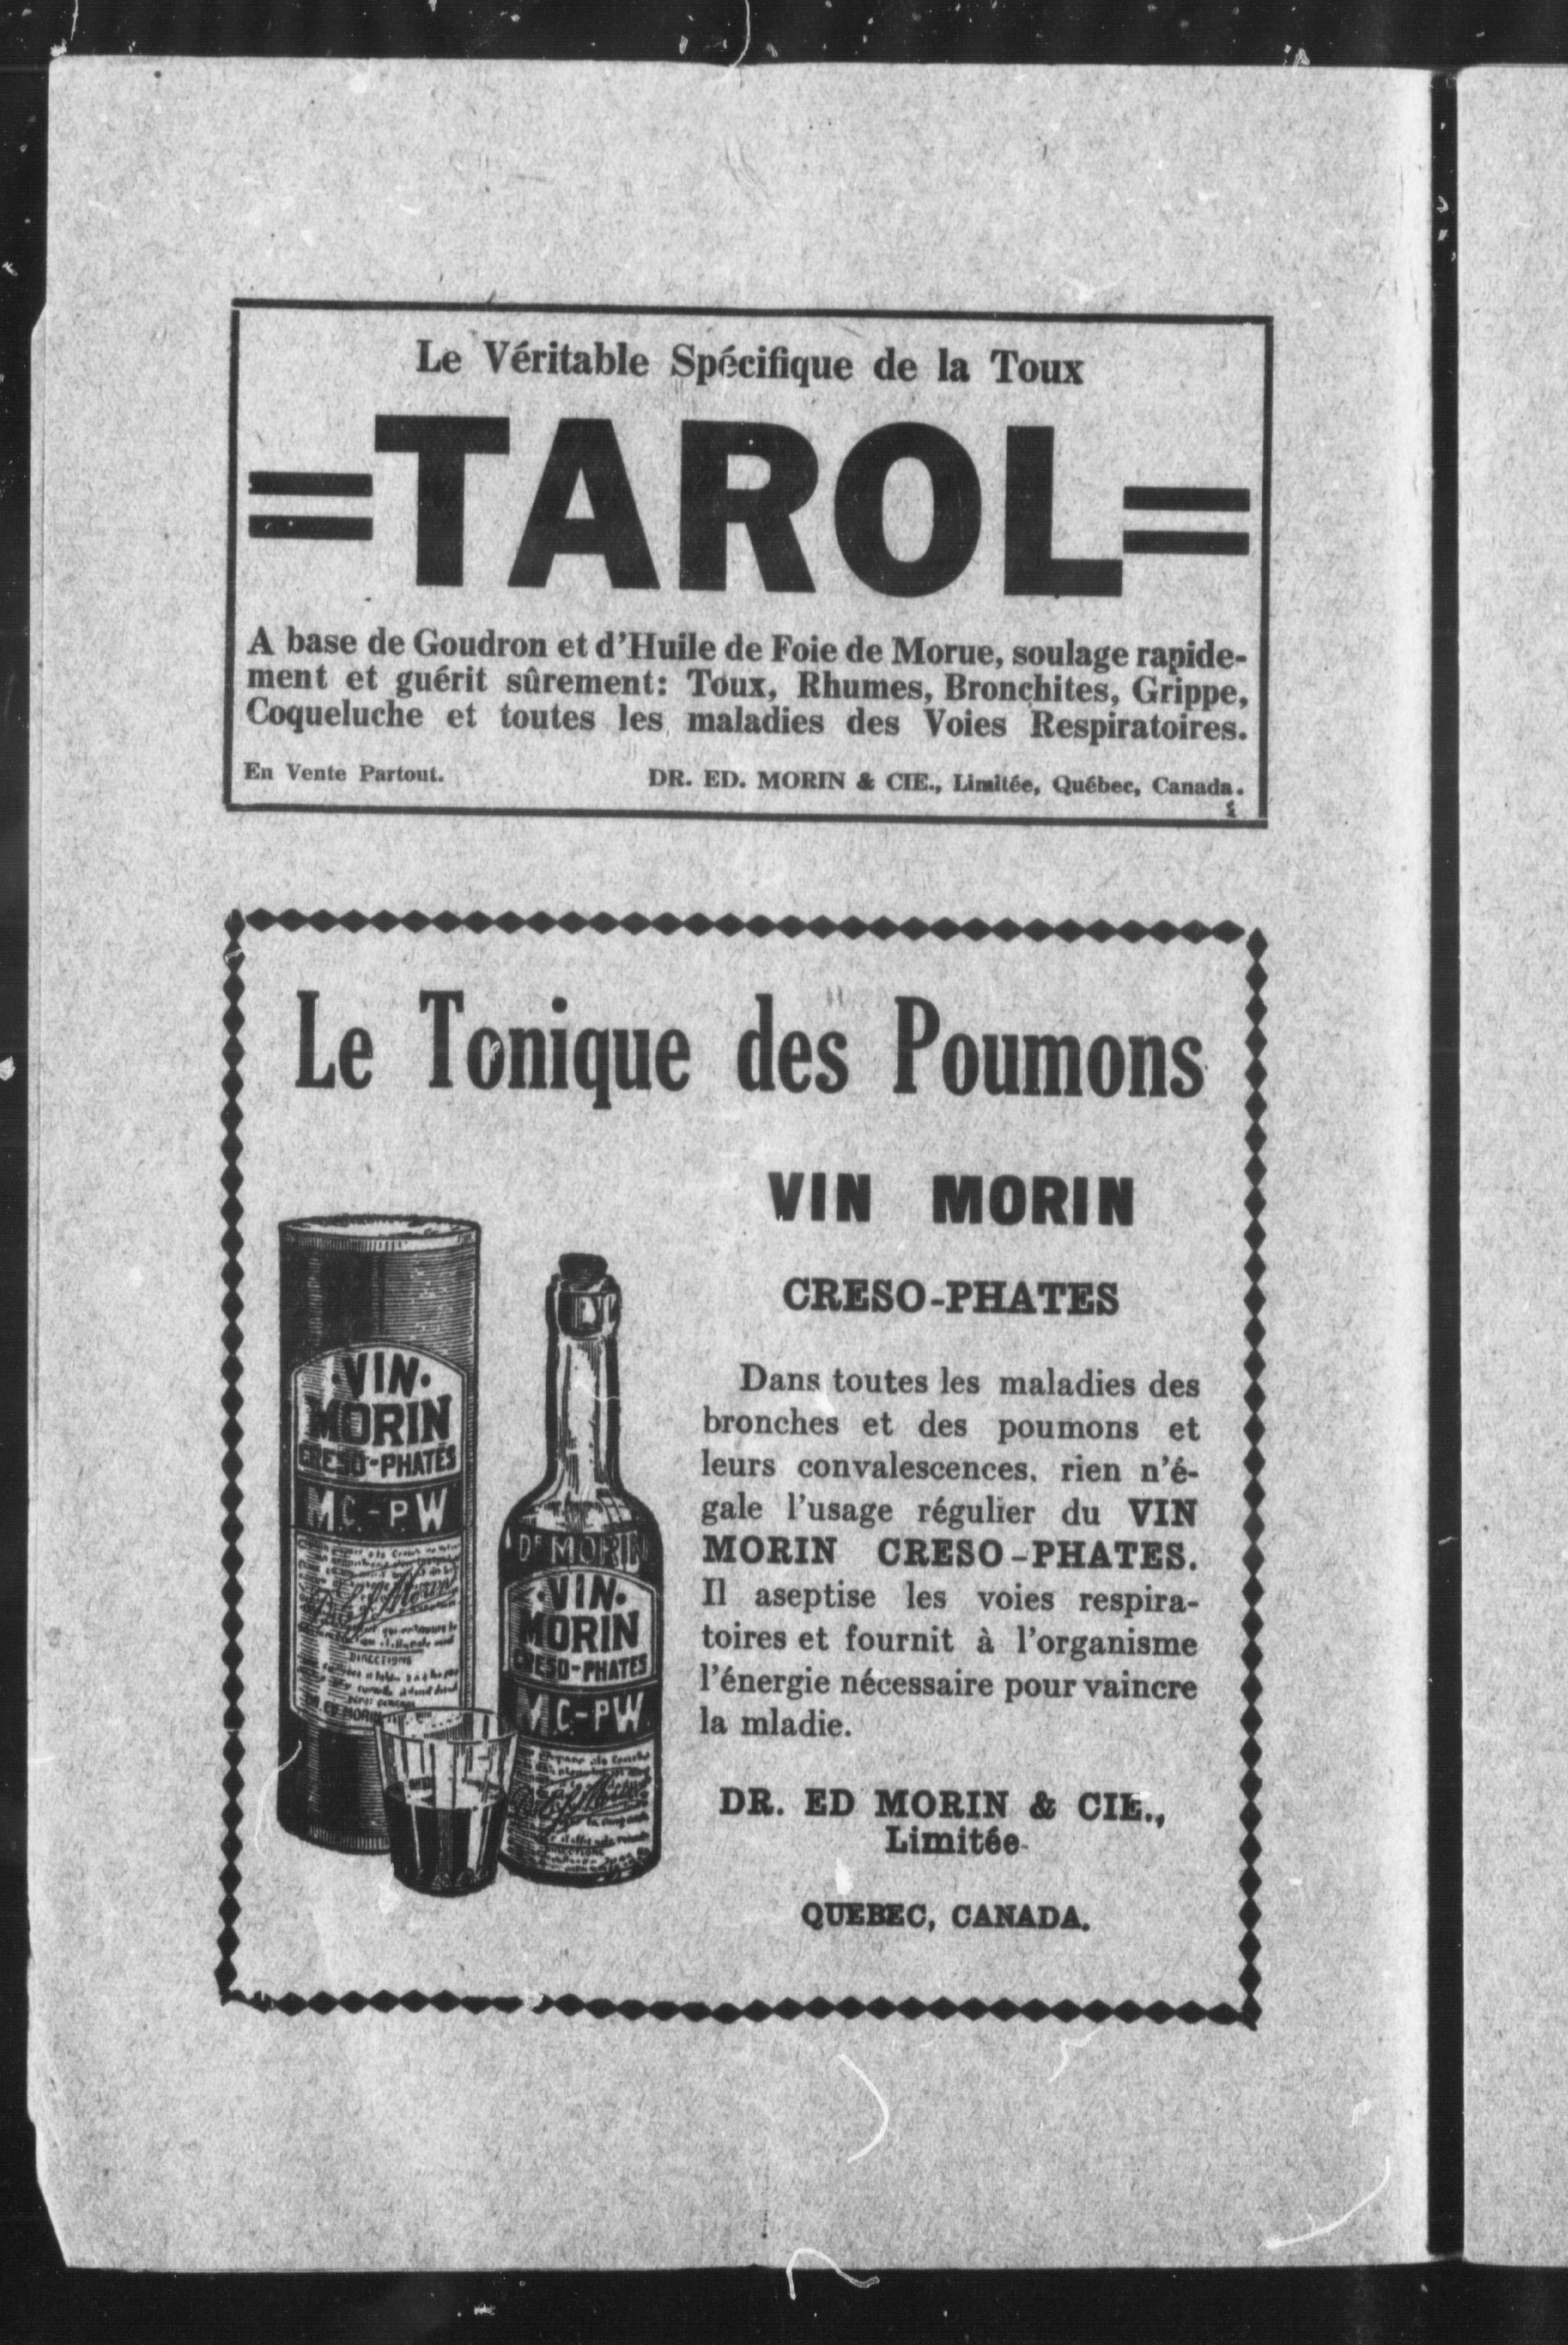 Le Véritable Spécifique de la Toux
=TAROL=
A base de Goudron et d'Huile de Foie de Morue, soulage rapide-
ment et guérit sûrement: Toux, Rhumes, Bronchites, Grippe,
Coqueluche et toutes les maladies des Voies Respiratoires.
En Vente Partout. DR. ED. MORIN & CIE., Limitée, Québec, Canada.
Le Tonique des Poumons
VIN MORIN
CRESO-PHATES
Dans toutes les maladies des
bronches et des poumons et
leurs convalescences, rien n'é-
gale l'usage régulier du VIN
MORIN CRESO-PHATES.
Il aseptise les voies respira-
toires et fournit à l'organisme
l'énergie nécessaire pour vaincre
la mladie.
DR. ED MORIN & CIE.,
Limitée
QUEBEC, CANADA.
·VIN·
MORIN
CRESO-PHATES
M.C.-P.W
DIRECTIONS
DR MORIN
·VIN·
MORIN
CRESO-PHATES
M.C-PW